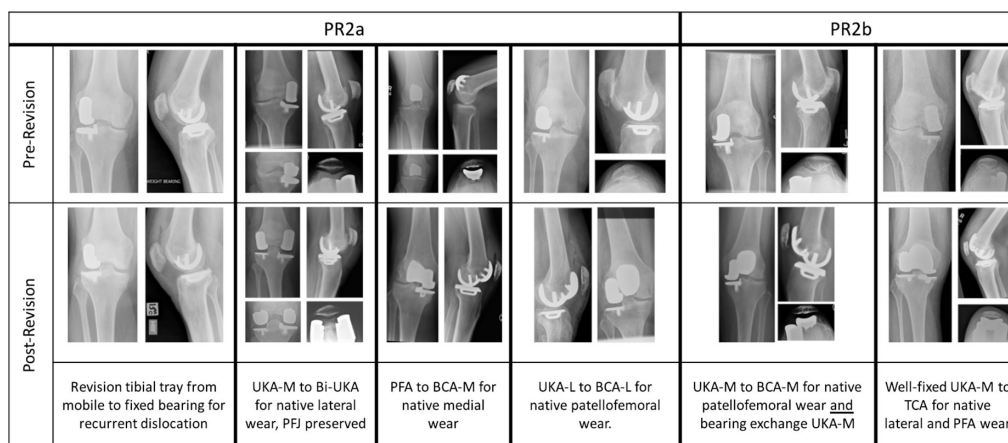 PR2a
PR2b
Pre-Revision
WEIGHT BEARING
Post-Revision
Revision tibial tray from
mobile to fixed bearing for
recurrent dislocation
UKA-M to Bi-UKA
for native lateral
wear, PFJ preserved
PFA to BCA-M for
native medial
wear
UKA-L to BCA-L for
native patellofemoral
wear.
UKA-M to BCA-M for native
patellofemoral wear and
bearing exchange UKA-M
Well-fixed UKA-M to
TCA for native
lateral and PFA wear